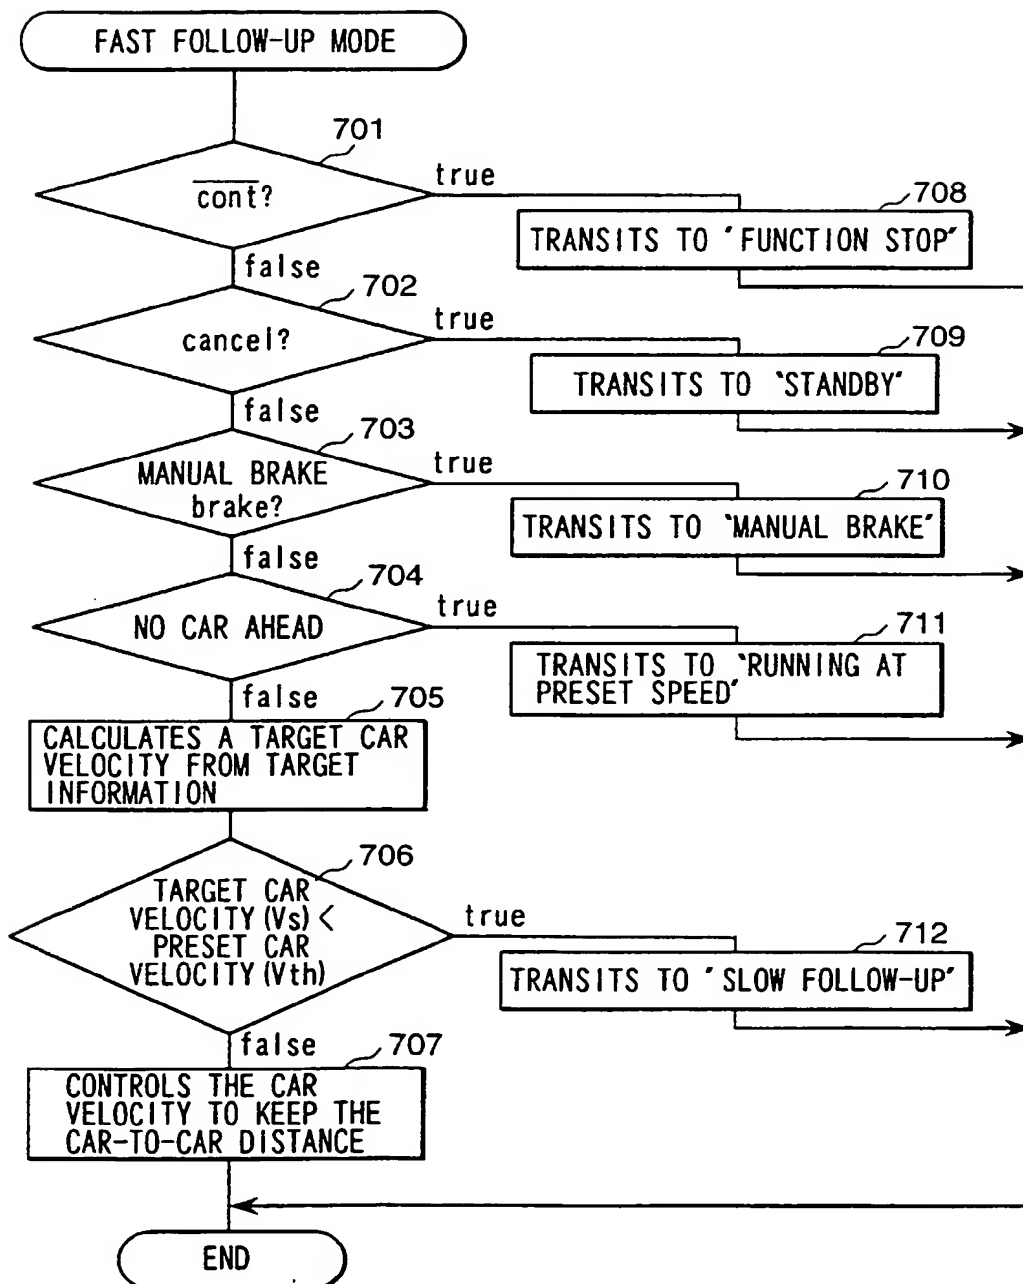 FAST FOLLOW-UP MODE
701
cont?
true
708
TRANSITS TO "FUNCTION STOP"
false
702
cancel?
true
709
TRANSITS TO "STANDBY"
false
703
MANUAL BRAKE
brake?
true
710
TRANSITS TO "MANUAL BRAKE"
false
704
NO CAR AHEAD
true
711
TRANSITS TO "RUNNING AT
PRESET SPEED"
false
705
CALCULATES A TARGET CAR
VELOCITY FROM TARGET
INFORMATION
706
TARGET CAR
VELOCITY (Vs) <
PRESET CAR
VELOCITY (Vth)
true
712
TRANSITS TO "SLOW FOLLOW-UP"
false
707
CONTROLS THE CAR
VELOCITY TO KEEP THE
CAR-TO-CAR DISTANCE
END